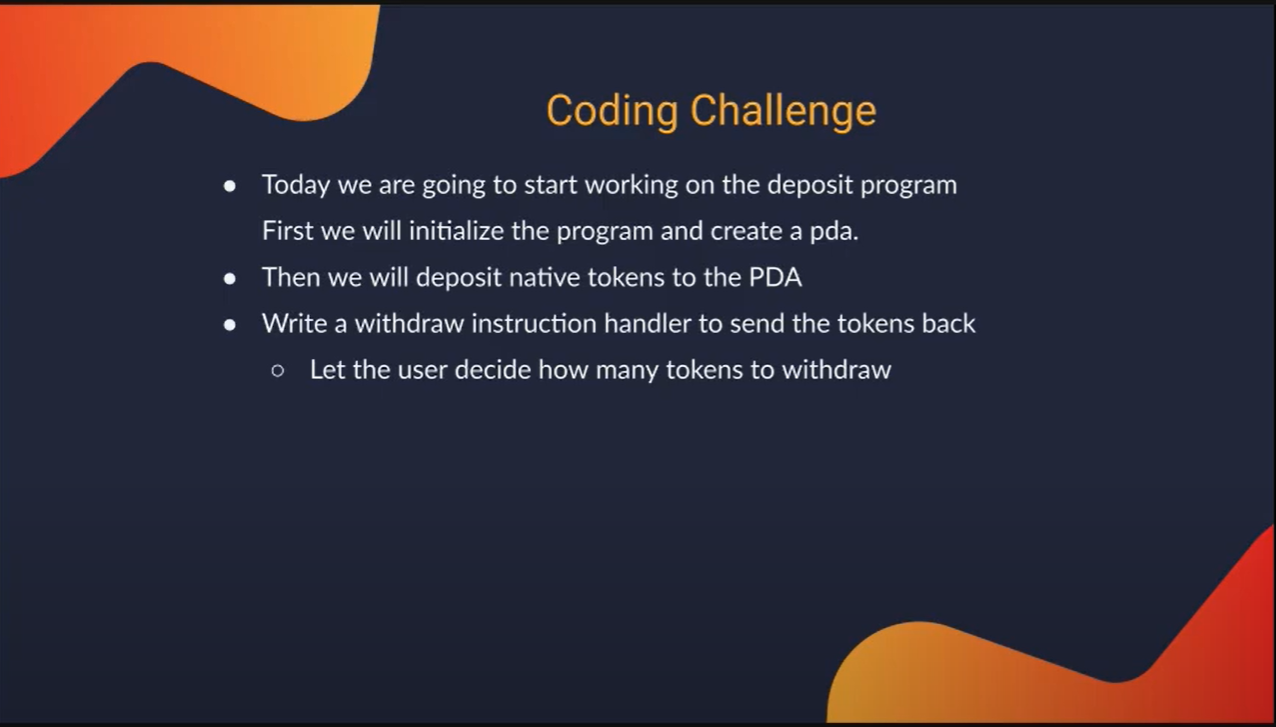 Coding Challenge
● Today we are going to start working on the deposit program
First we will initialize the program and create a pda.
● Then we will deposit native tokens to the PDA
● Write a withdraw instruction handler to send the tokens back
○ Let the user decide how many tokens to withdraw